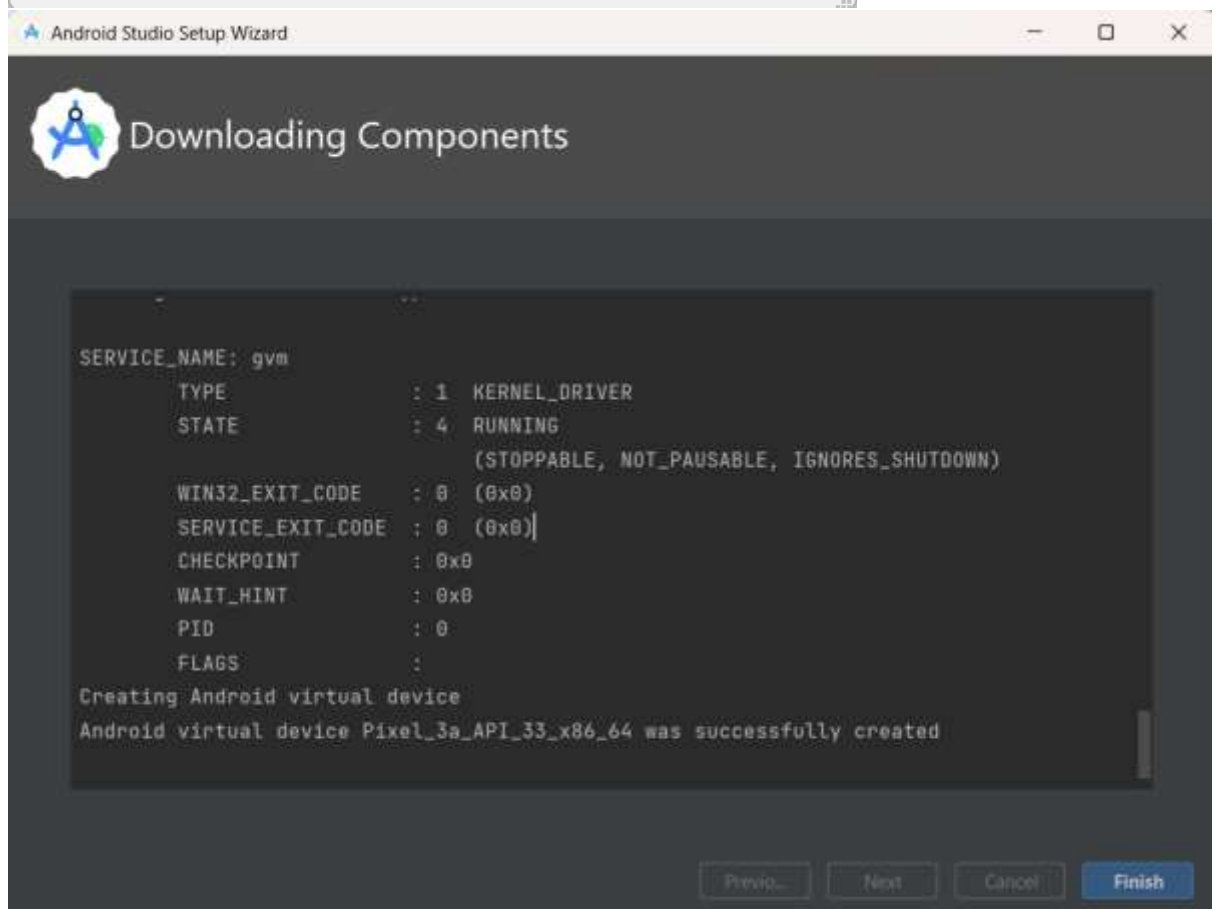 Android Studio Setup Wizard
Downloading Components
SERVICE_NAME: gvm
TYPE : 1 KERNEL_DRIVER
STATE : 4 RUNNING
(STOPPABLE, NOT_PAUSABLE, IGNORES_SHUTDOWN)
WIN32_EXIT_CODE : 0 (0x0)
SERVICE_EXIT_CODE : 0 (0x0)
CHECKPOINT : 0x0
WAIT_HINT : 0x0
PID : 0
FLAGS :
Creating Android virtual device
Android virtual device Pixel_3a_API_33_x86_64 was successfully created
Previo... Next Cancel Finish